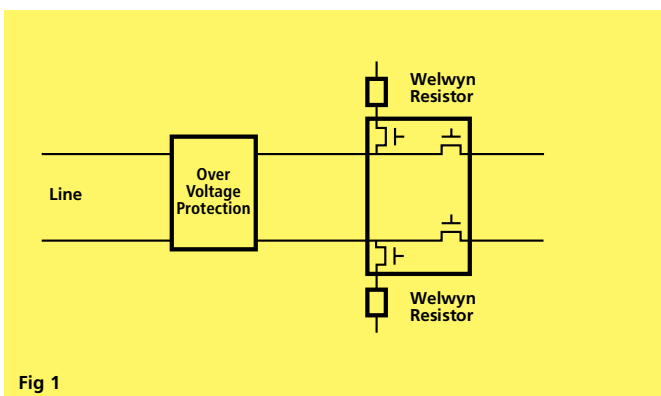 Welwyn
Resistor
Over
Voltage
Protection
Line
Welwyn
Resistor
Fig 1